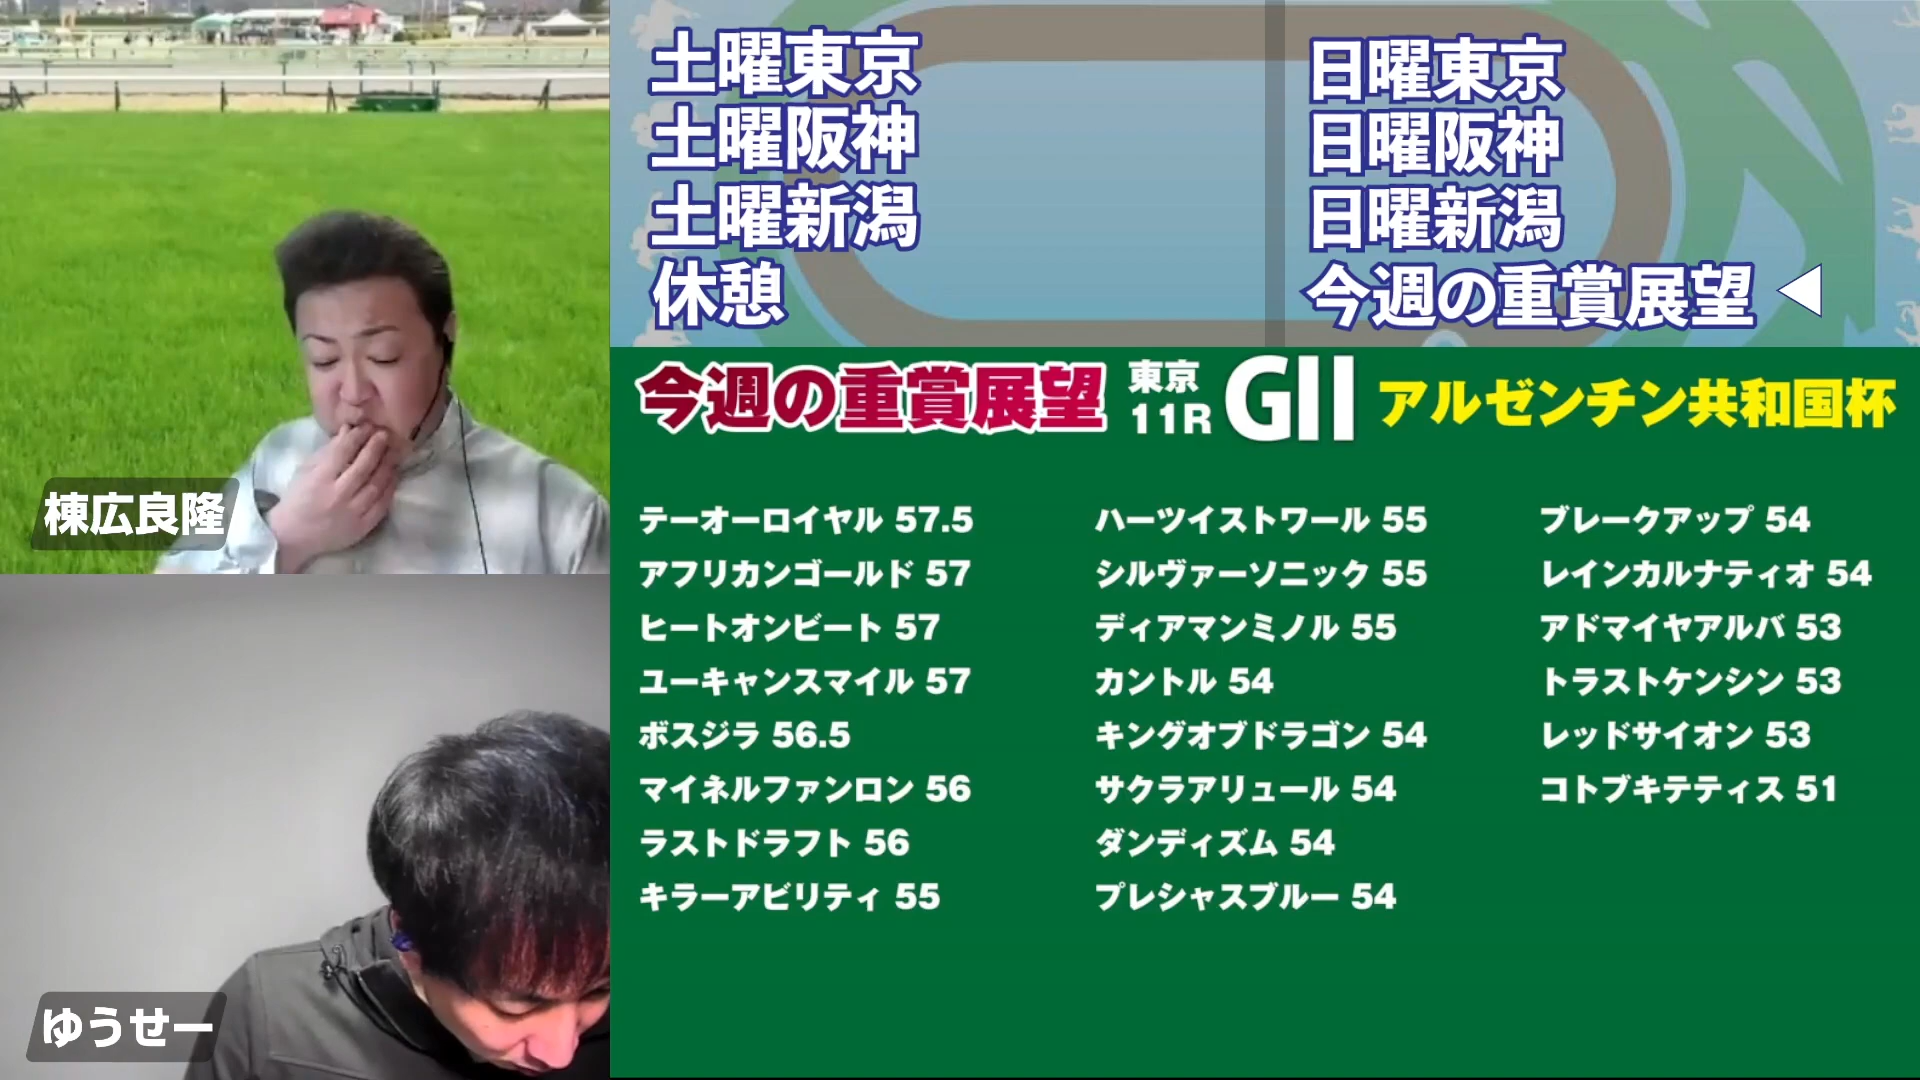 土曜東京
土曜阪神
土曜新潟
休憩
日曜東京
日曜阪神
日曜新潟
今週の重賞展望 ◀
今週の重賞展望 東京 11R GII アルゼンチン共和国杯
テーオーロイヤル 57.5
アフリカンゴールド 57
ヒートオンビート 57
ユーキャンスマイル 57
ボスジラ 56.5
マイネルファンロン 56
ラストドラフト 56
キラーアビリティ 55
ハーツイストワール 55
シルヴァーソニック 55
ディアマンミノル 55
カントル 54
キングオブドラゴン 54
サクラアリュール 54
ダンディズム 54
プレシャスブルー 54
ブレークアップ 54
レインカルナティオ 54
アドマイヤアルバ 53
トラストケンシン 53
レッドサイオン 53
コトブキテティス 51
棟広良隆
ゆうせー